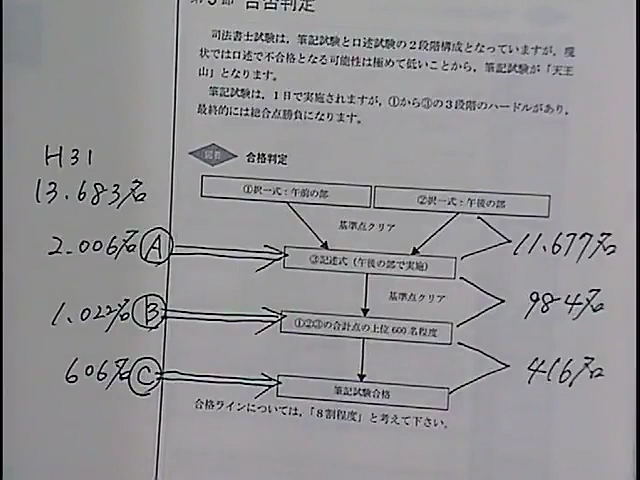 第3節 合否判定
司法書士試験は、筆記試験と口述試験の2段階構成となっていますが、現
状では口述で不合格となる可能性は極めて低いことから、筆記試験が「天王
山」となります。
筆記試験は、1日で実施されますが、①から③の3段階のハードルがあり、
最終的には総合点勝負になります。
合格判定
H31
13.683名
①択一式:午前の部
②択一式:午後の部
基準点クリア
11.677名
2.006名 A
③記述式(午後の部で実施)
基準点クリア
984名
1.022名 B
①②③の合計点の上位600名程度
416名
606名 C
筆記試験合格
合格ラインについては、「8割程度」と考えて下さい。